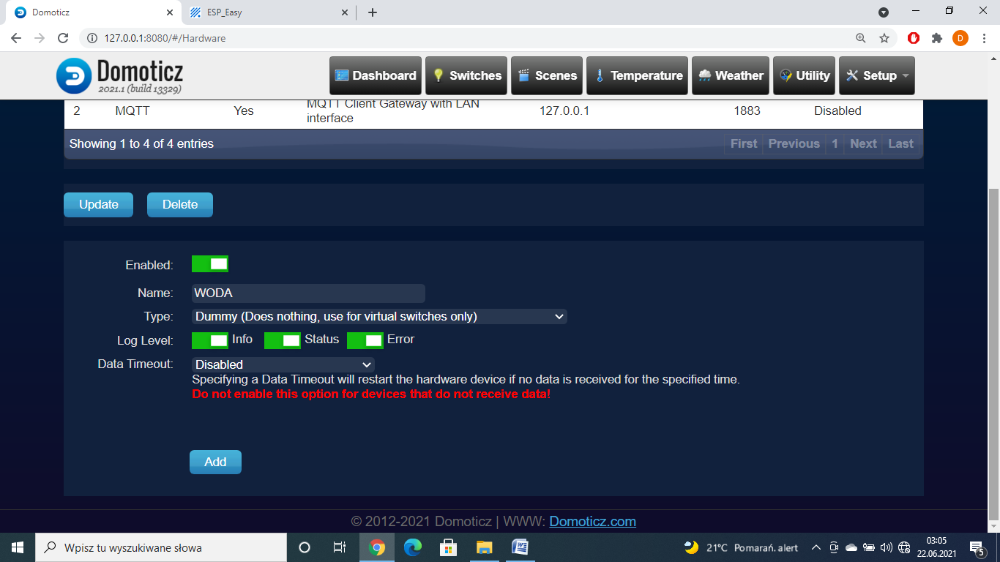 Domoticz
ESP_Easy
127.0.0.1:8080/#/Hardware
D
Domoticz
2021.1 (build 13329)
Dashboard Switches Scenes Temperature Weather Utility Setup
MQTT Client Gateway with LAN
2 MQTT Yes interface 127.0.0.1 1883 Disabled
Showing 1 to 4 of 4 entries First Previous 1 Next Last
Update Delete
Enabled:
Name: WODA
Type: Dummy (Does nothing, use for virtual switches only)
Log Level: Info Status Error
Data Timeout: Disabled
Specifying a Data Timeout will restart the hardware device if no data is received for the specified time.
Do not enable this option for devices that do not receive data!
Add
© 2012-2021 Domoticz | WWW: Domoticz.com
Wpisz tu wyszukiwane słowa
21°C Pomarań. alert
03:05
22.06.2021
5